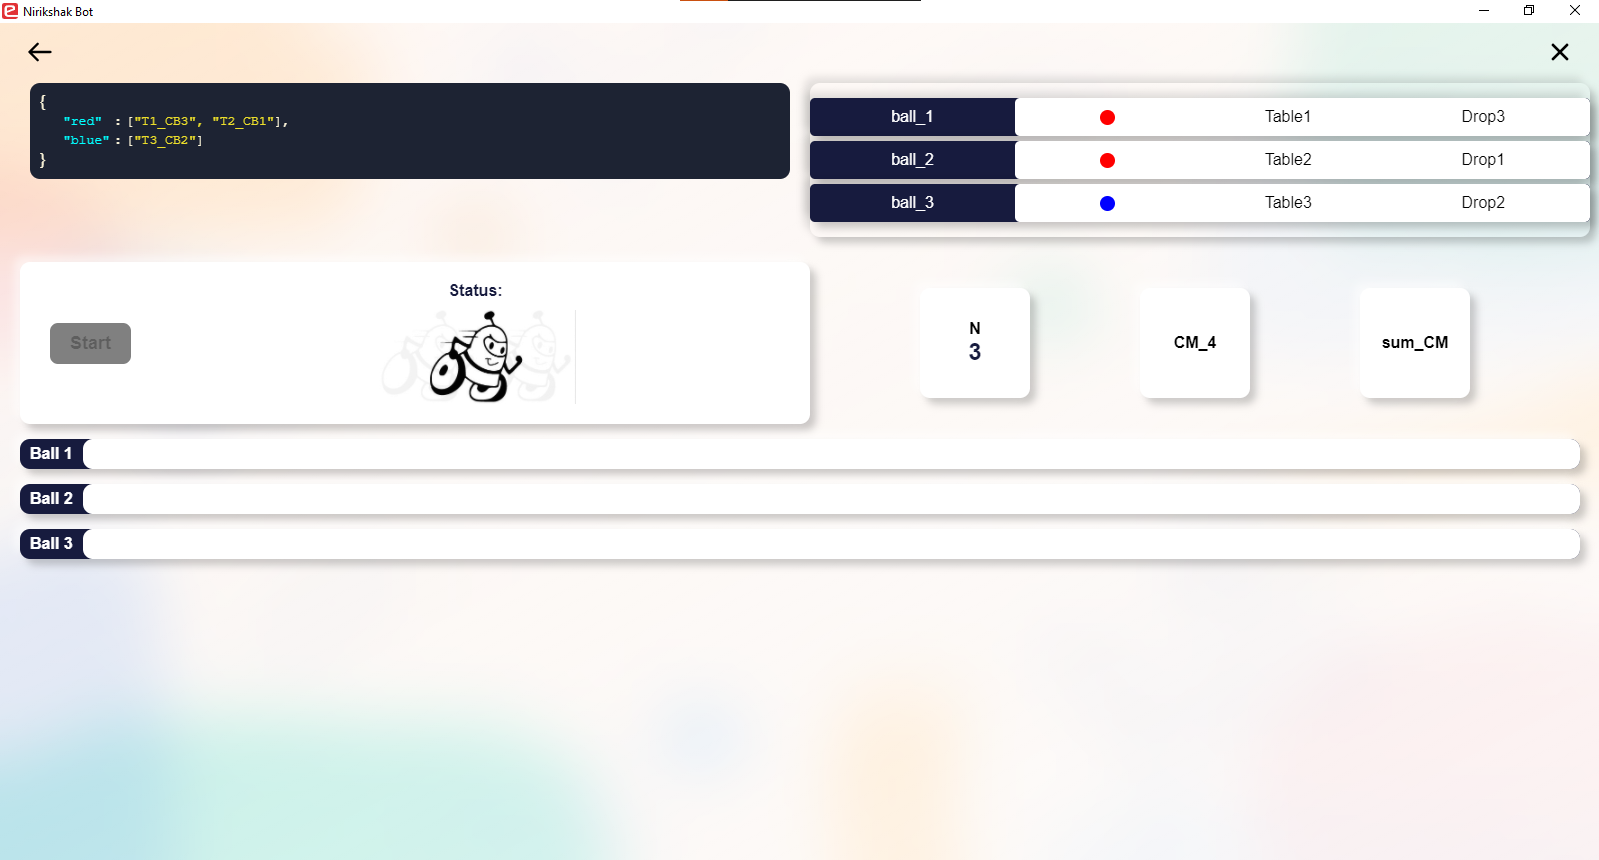 Nirikshak Bot
{
"red" : ["T1_CB3", "T2_CB1"],
"blue" : ["T3_CB2"]
}
ball_1 Table1 Drop3
ball_2 Table2 Drop1
ball_3 Table3 Drop2
Status:
Start
N
3
CM_4
sum_CM
Ball 1
Ball 2
Ball 3